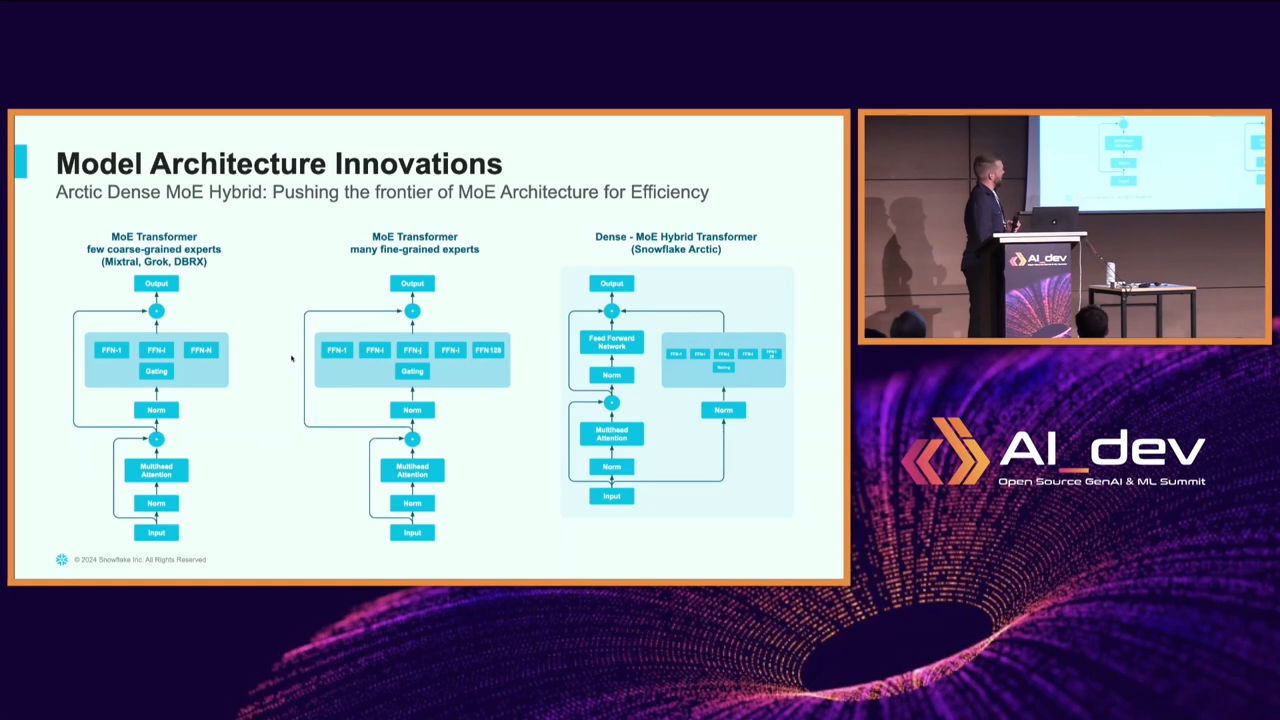 Model Architecture Innovations
Arctic Dense MoE Hybrid: Pushing the frontier of MoE Architecture for Efficiency
MoE Transformer
few coarse-grained experts
(Mixtral, Grok, DBRX)
Output
FFN-1 FFN-i FFN-N
Gating
Norm
Multihead
Attention
Norm
Input
MoE Transformer
many fine-grained experts
Output
FFN-1 FFN-i FFN-j FFN-l FFN128
Gating
Norm
Multihead
Attention
Norm
Input
Dense - MoE Hybrid Transformer
(Snowflake Arctic)
Output
Feed Forward
Network
Norm
Multihead
Attention
Norm
Input
FFN-1
Gating
Norm
© 2024 Snowflake Inc. All Rights Reserved
AI_dev
AI_dev
Open Source GenAI & ML Summit